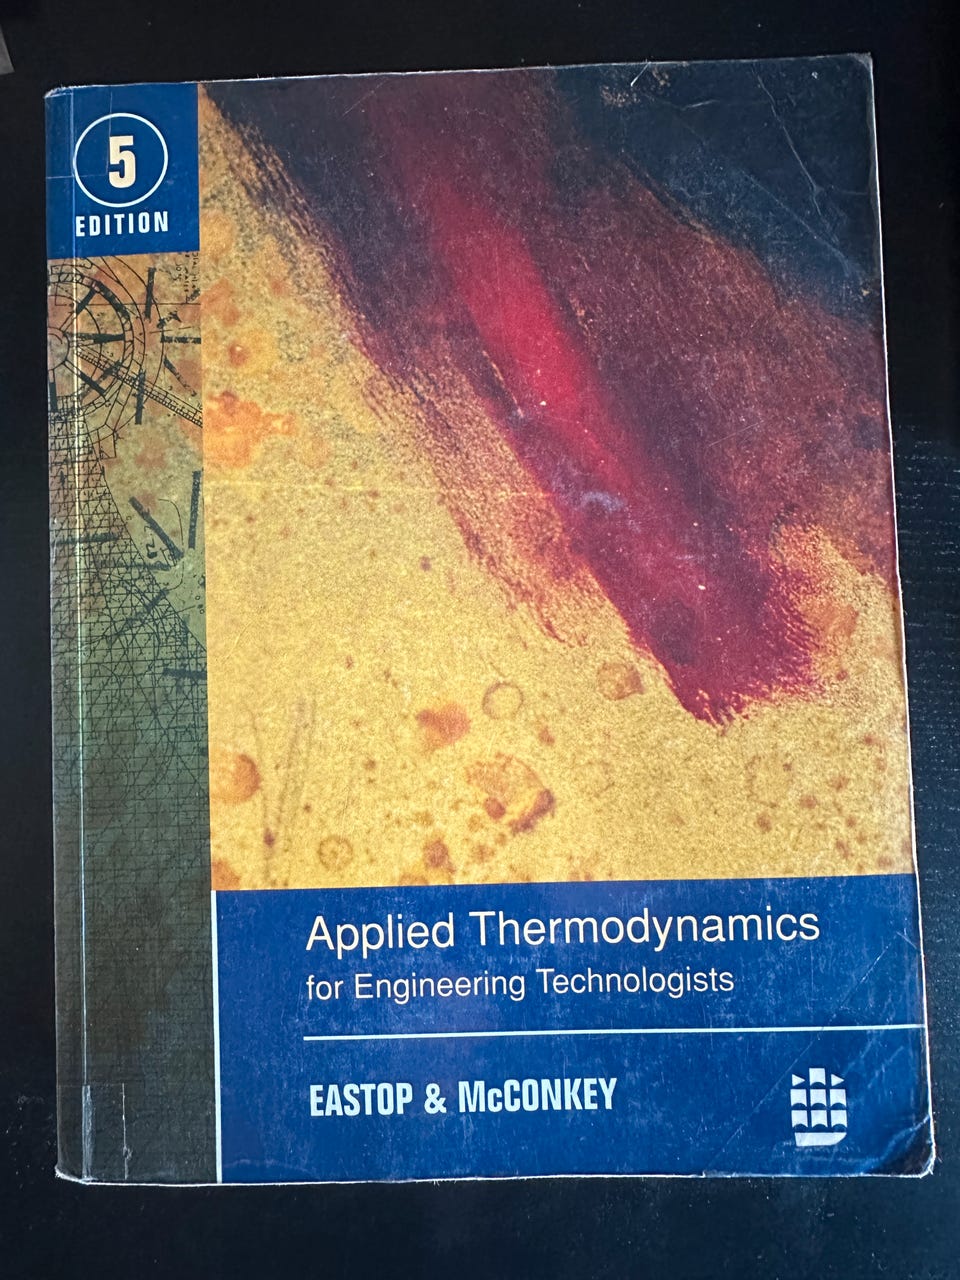 5
EDITION
Applied Thermodynamics
for Engineering Technologists
EASTOP & McCONKEY